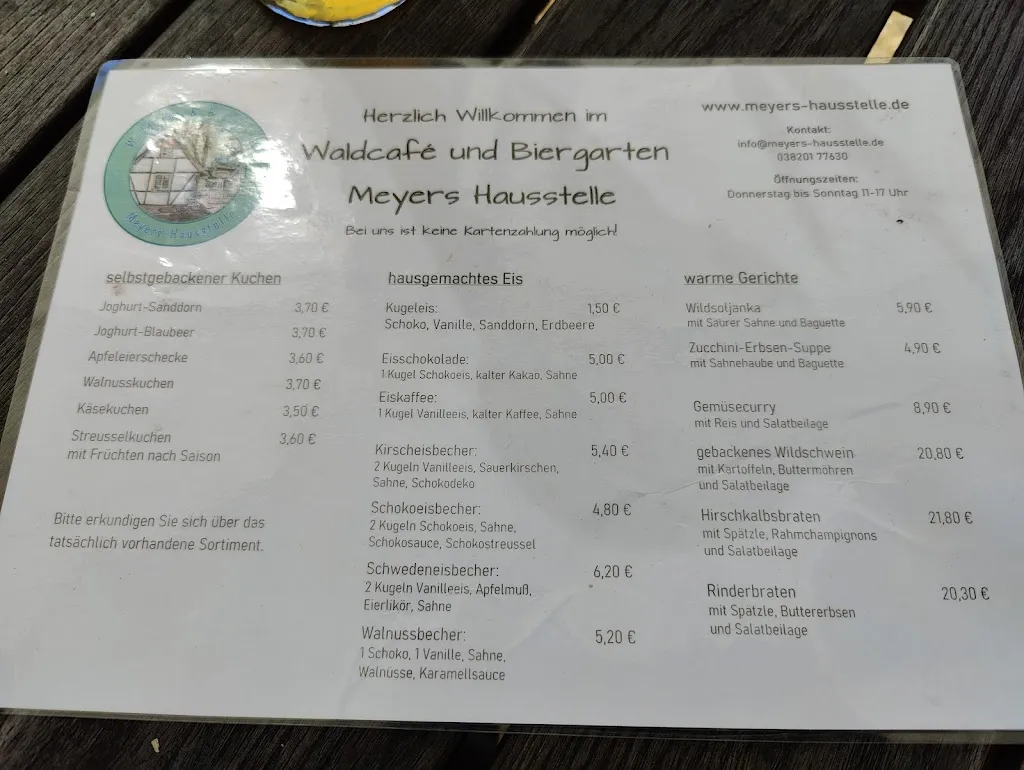 Herzlich Willkommen im
Waldcafé und Biergarten
Meyers Hausstelle
Bei uns ist keine Kartenzahlung möglich!
www.meyers-hausstelle.de
Kontakt:
info@meyers-hausstelle.de
038201 77630
Öffnungszeiten:
Donnerstag bis Sonntag 11-17 Uhr
Meyers Hausstelle
selbstgebackener Kuchen
Joghurt-Sanddorn 3,70 €
Joghurt-Blaubeer 3,70 €
Apfeleierschecke 3,60 €
Walnusskuchen 3,70 €
Käsekuchen 3,50 €
Streusselkuchen 3,60 €
mit Früchten nach Saison
Bitte erkundigen Sie sich über das
tatsächlich vorhandene Sortiment.
hausgemachtes Eis
Kugeleis: 1,50 €
Schoko, Vanille, Sanddorn, Erdbeere
Eisschokolade: 5,00 €
1 Kugel Schokoeis, kalter Kakao, Sahne
Eiskaffee: 5,00 €
1 Kugel Vanilleeis, kalter Kaffee, Sahne
Kirscheisbecher: 5,40 €
2 Kugeln Vanilleeis, Sauerkirschen,
Sahne, Schokodeko
Schokoeisbecher: 4,80 €
2 Kugeln Schokoeis, Sahne,
Schokosauce, Schokostreussel
Schwedeneisbecher: 6,20 €
2 Kugeln Vanilleeis, Apfelmuß,
Eierlikör, Sahne
Walnussbecher: 5,20 €
1 Schoko, 1 Vanille, Sahne,
Walnüsse, Karamellsauce
warme Gerichte
Wildsoljanka 5,90 €
mit Saurer Sahne und Baguette
Zucchini-Erbsen-Suppe 4,90 €
mit Sahnehaube und Baguette
Gemüsecurry 8,90 €
mit Reis und Salatbeilage
gebackenes Wildschwein 20,80 €
mit Kartoffeln, Buttermöhren
und Salatbeilage
Hirschkalbsbraten 21,80 €
mit Spätzle, Rahmchampignons
und Salatbeilage
Rinderbraten 20,30 €
mit Spätzle, Buttererbsen
und Salatbeilage